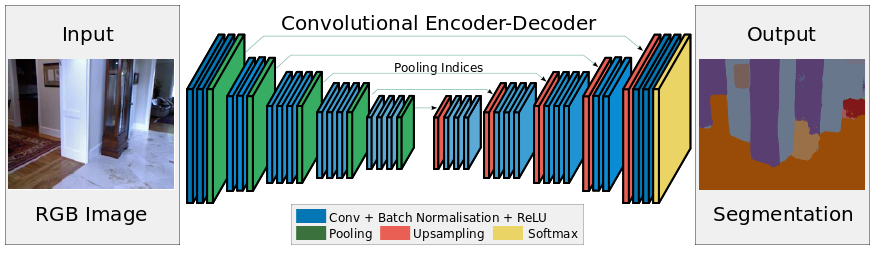 Convolutional Encoder-Decoder
Input
Output
Pooling Indices
RGB Image
Segmentation
Conv + Batch Normalisation + ReLU
Pooling
Upsampling
Softmax